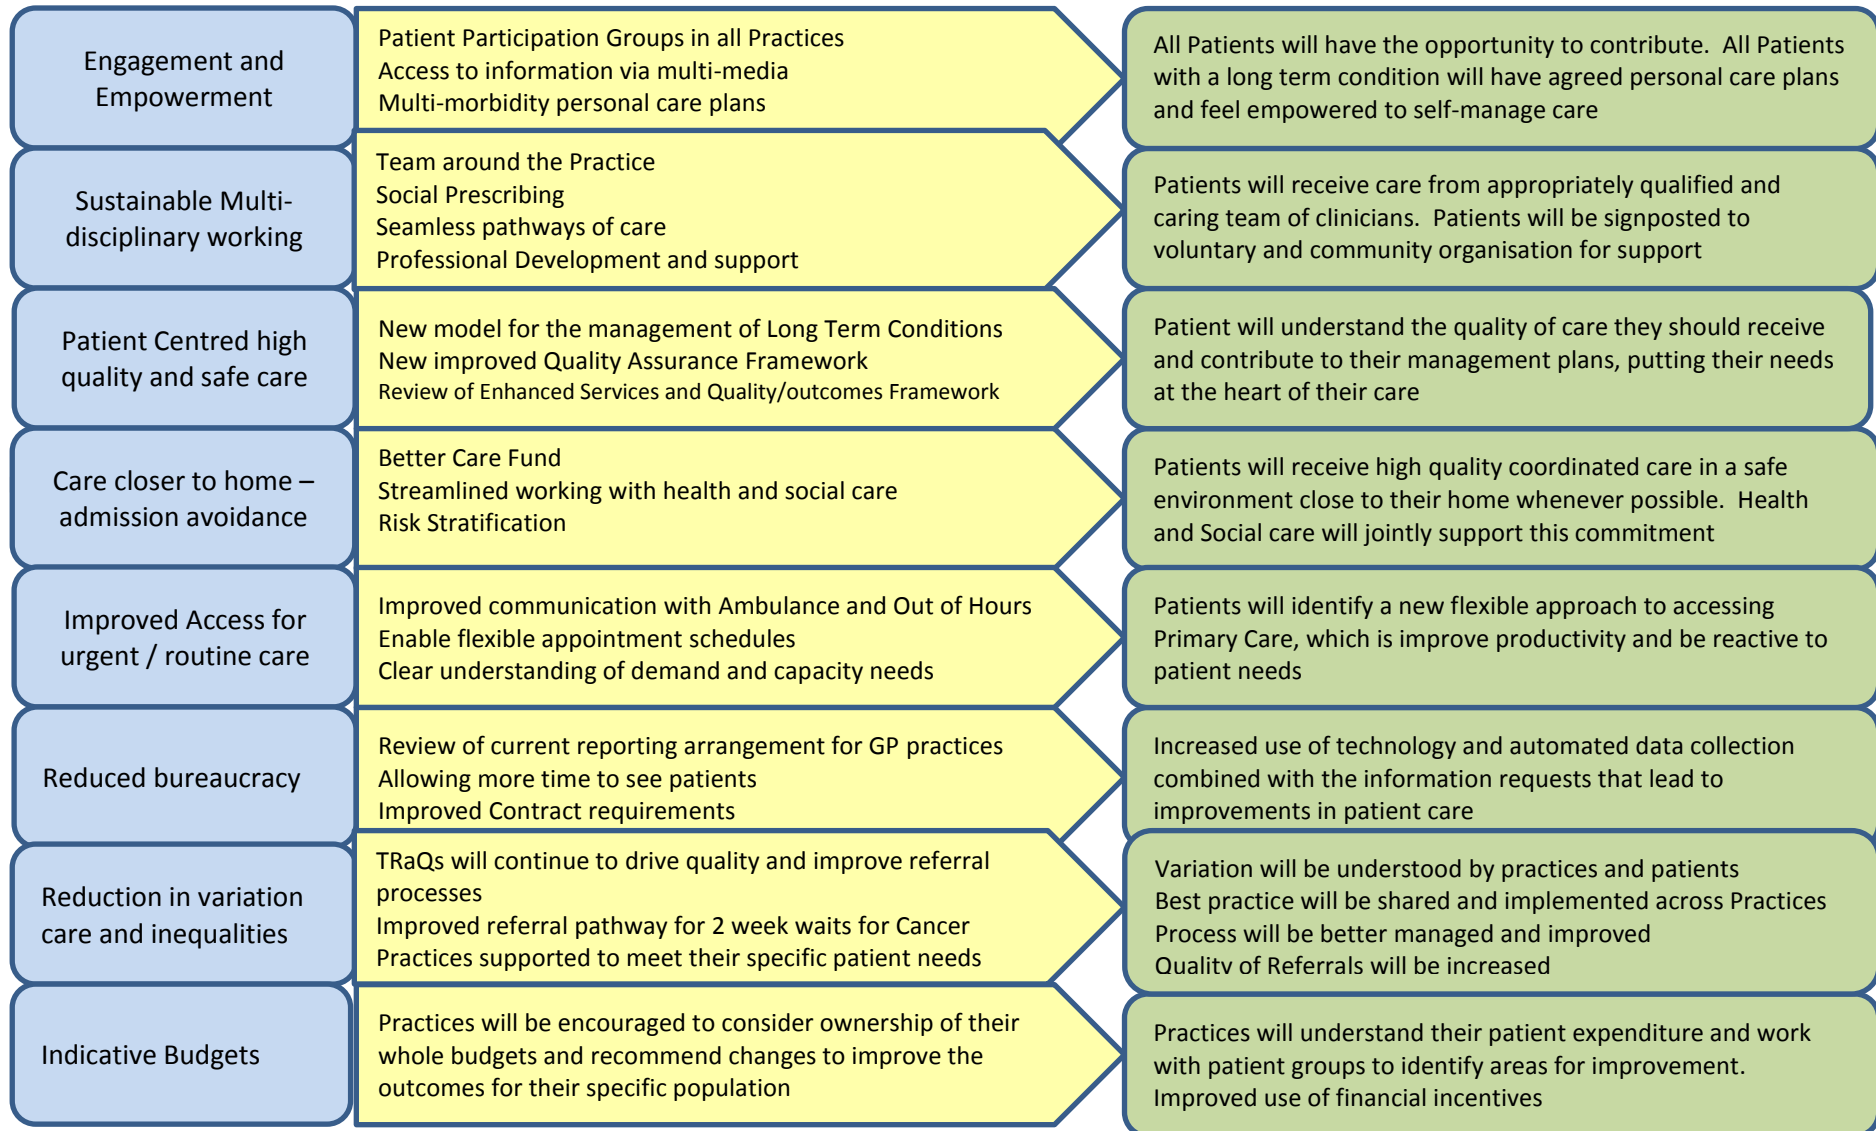 Engagement and
Empowerment
Patient Participation Groups in all Practices
Access to information via multi-media
Multi-morbidity personal care plans
All Patients will have the opportunity to contribute.  All Patients
with a long term condition will have agreed personal care plans
and feel empowered to self-manage care
Sustainable Multi-
disciplinary working
Team around the Practice
Social Prescribing
Seamless pathways of care
Professional Development and support
Patients will receive care from appropriately qualified and
caring team of clinicians.  Patients will be signposted to
voluntary and community organisation for support
Patient Centred high
quality and safe care
New model for the management of Long Term Conditions
New improved Quality Assurance Framework
Review of Enhanced Services and Quality/outcomes Framework
Patient will understand the quality of care they should receive
and contribute to their management plans, putting their needs
at the heart of their care
Care closer to home –
admission avoidance
Better Care Fund
Streamlined working with health and social care
Risk Stratification
Patients will receive high quality coordinated care in a safe
environment close to their home whenever possible.  Health
and Social care will jointly support this commitment
Improved Access for
urgent / routine care
Improved communication with Ambulance and Out of Hours
Enable flexible appointment schedules
Clear understanding of demand and capacity needs
Patients will identify a new flexible approach to accessing
Primary Care, which is improve productivity and be reactive to
patient needs
Reduced bureaucracy
Review of current reporting arrangement for GP practices
Allowing more time to see patients
Improved Contract requirements
Increased use of technology and automated data collection
combined with the information requests that lead to
improvements in patient care
Reduction in variation
care and inequalities
TRaQs will continue to drive quality and improve referral
processes
Improved referral pathway for 2 week waits for Cancer
Practices supported to meet their specific patient needs
Variation will be understood by practices and patients
Best practice will be shared and implemented across Practices
Process will be better managed and improved
Quality of Referrals will be increased
Indicative Budgets
Practices will be encouraged to consider ownership of their
whole budgets and recommend changes to improve the
outcomes for their specific population
Practices will understand their patient expenditure and work
with patient groups to identify areas for improvement.
Improved use of financial incentives